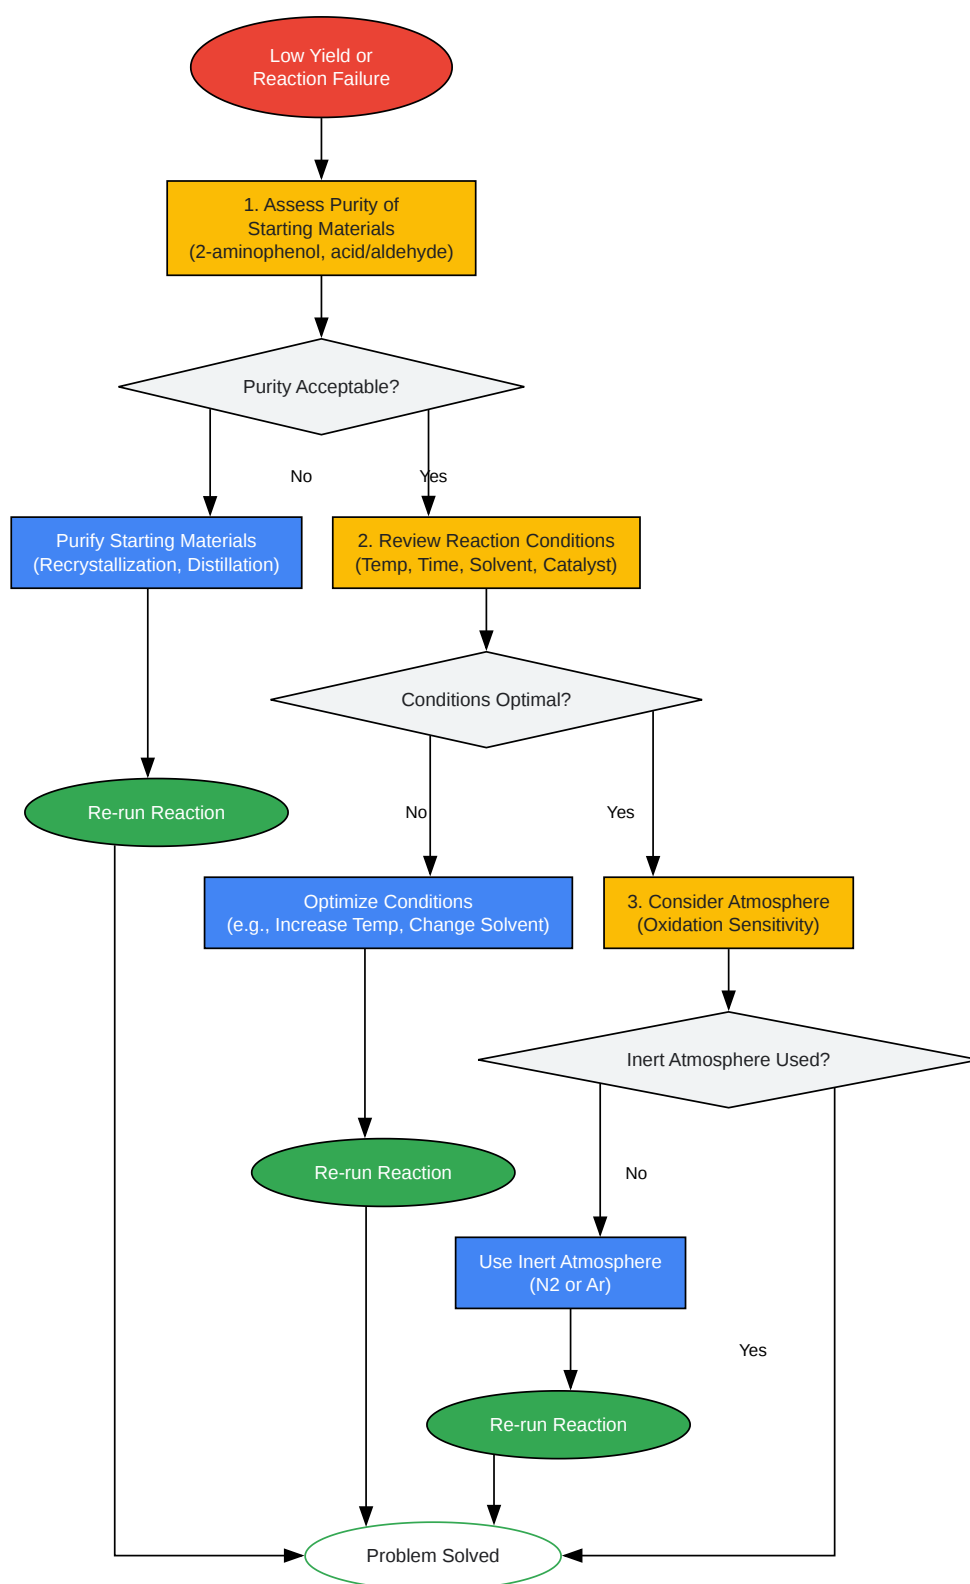 Low Yield or
Reaction Failure
1. Assess Purity of
Starting Materials
(2-aminophenol, acid/aldehyde)
Purity Acceptable?
No
Yes
Purify Starting Materials
(Recrystallization, Distillation)
2. Review Reaction Conditions
(Temp, Time, Solvent, Catalyst)
Conditions Optimal?
Re-run Reaction
No
Yes
Optimize Conditions
(e.g., Increase Temp, Change Solvent)
3. Consider Atmosphere
(Oxidation Sensitivity)
Inert Atmosphere Used?
Re-run Reaction
No
Use Inert Atmosphere
(N2 or Ar)
Yes
Re-run Reaction
Problem Solved